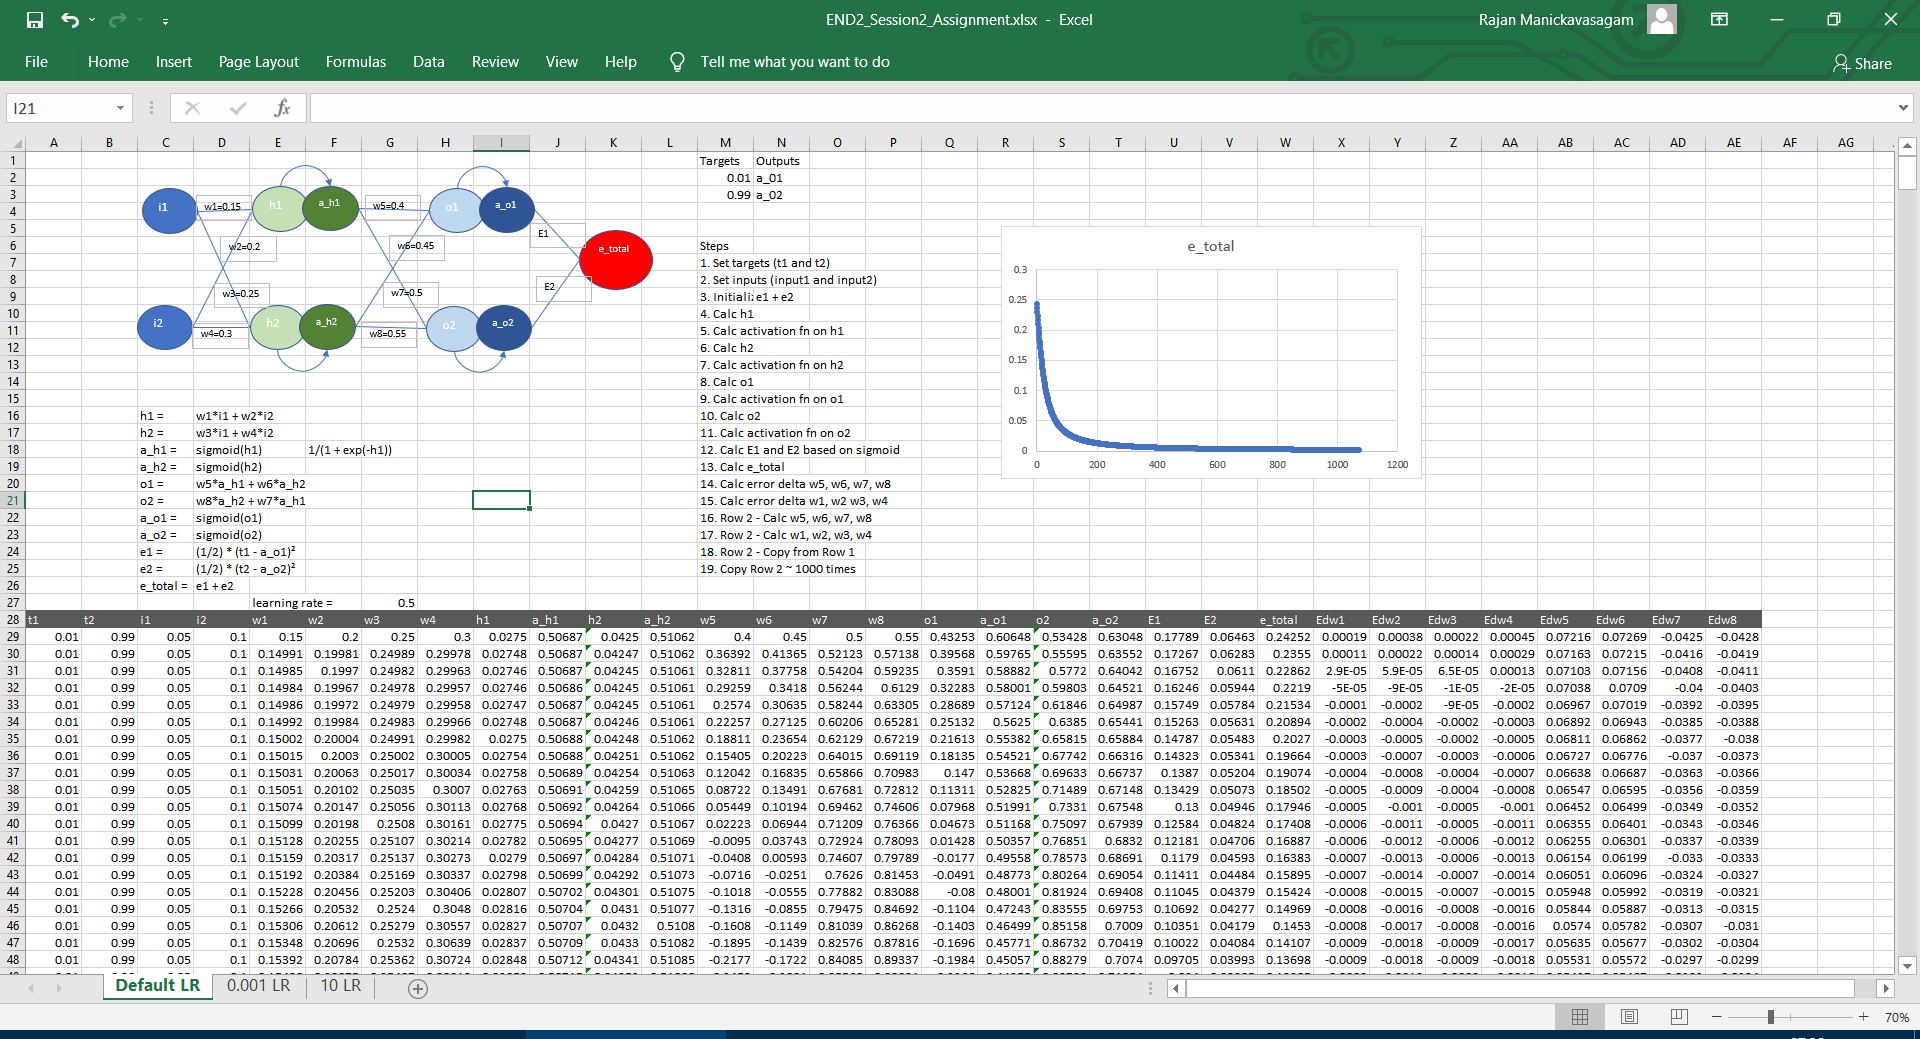 END2_Session2_Assignment.xlsx - Excel
Rajan Manickavasagam
File Home Insert Page Layout Formulas Data Review View Help Tell me what you want to do Share
I21 fx
A B C D E F G H I J K L M N O P Q R S T U V W X Y Z AA AB AC AD AE AF AG
1 Targets Outputs
2 0.01 a_01
3 0.99 a_02
4
5
6 Steps
7 1. Set targets (t1 and t2)
8 2. Set inputs (input1 and input2)
9 3. Initiali: e1 + e2
10 4. Calc h1
11 5. Calc activation fn on h1
12 6. Calc h2
13 7. Calc activation fn on h2
14 8. Calc o1
15 9. Calc activation fn on o1
i1 w1=0.15 h1 a_h1 w5=0.4 o1 a_o1
w2=0.2 w6=0.45 E1 e_total
w3=0.25 w7=0.5 E2
i2 w4=0.3 h2 a_h2 w8=0.55 o2 a_o2
e_total
0.3
0.25
0.2
0.15
0.1
0.05
0
0 200 400 600 800 1000 1200
16 h1 = w1*i1 + w2*i2 10. Calc o2
17 h2 = w3*i1 + w4*i2 11. Calc activation fn on o2
18 a_h1 = sigmoid(h1) 1/(1 + exp(-h1)) 12. Calc E1 and E2 based on sigmoid
19 a_h2 = sigmoid(h2) 13. Calc e_total
20 o1 = w5*a_h1 + w6*a_h2 14. Calc error delta w5, w6, w7, w8
21 o2 = w8*a_h2 + w7*a_h1 15. Calc error delta w1, w2 w3, w4
22 a_o1 = sigmoid(o1) 16. Row 2 - Calc w5, w6, w7, w8
23 a_o2 = sigmoid(o2) 17. Row 2 - Calc w1, w2, w3, w4
24 e1 = (1/2) * (t1 - a_o1)² 18. Row 2 - Copy from Row 1
25 e2 = (1/2) * (t2 - a_o2)² 19. Copy Row 2 ~ 1000 times
26 e_total = e1 + e2
27 learning rate = 0.5
28 t1 t2 i1 i2 w1 w2 w3 w4 h1 a_h1 h2 a_h2 w5 w6 w7 w8 o1 a_o1 o2 a_o2 E1 E2 e_total Edw1 Edw2 Edw3 Edw4 Edw5 Edw6 Edw7 Edw8
29 0.01 0.99 0.05 0.1 0.15 0.2 0.25 0.3 0.0275 0.50687 0.0425 0.51062 0.4 0.45 0.5 0.55 0.43253 0.60648 0.53428 0.63048 0.17789 0.06463 0.24252 0.00019 0.00038 0.00022 0.00045 0.07216 0.07269 -0.0425 -0.0428
30 0.01 0.99 0.05 0.1 0.14991 0.19981 0.24989 0.29978 0.02748 0.50687 0.04247 0.51062 0.36392 0.41365 0.52123 0.57138 0.39568 0.59765 0.55595 0.63552 0.17267 0.06283 0.2355 0.00011 0.00022 0.00014 0.00029 0.07163 0.07215 -0.0416 -0.0419
31 0.01 0.99 0.05 0.1 0.14985 0.1997 0.24982 0.29963 0.02746 0.50687 0.04245 0.51061 0.32811 0.37758 0.54204 0.59235 0.3591 0.58882 0.5772 0.64042 0.16752 0.0611 0.22862 2.9E-05 5.9E-05 6.5E-05 0.00013 0.07103 0.07156 -0.0408 -0.0411
32 0.01 0.99 0.05 0.1 0.14984 0.19967 0.24978 0.29957 0.02746 0.50686 0.04245 0.51061 0.29259 0.3418 0.56244 0.6129 0.32283 0.58001 0.59803 0.64521 0.16246 0.05944 0.2219 -5E-05 -9E-05 -1E-05 -2E-05 0.07038 0.0709 -0.04 -0.0403
33 0.01 0.99 0.05 0.1 0.14986 0.19972 0.24979 0.29958 0.02747 0.50687 0.04245 0.51061 0.2574 0.30635 0.58244 0.63305 0.28689 0.57124 0.61846 0.64987 0.15749 0.05784 0.21534 -0.0001 -0.0002 -9E-05 -0.0002 0.06967 0.07019 -0.0392 -0.0395
34 0.01 0.99 0.05 0.1 0.14992 0.19984 0.24983 0.29966 0.02748 0.50687 0.04246 0.51061 0.22257 0.27125 0.60206 0.65281 0.25132 0.5625 0.6385 0.65441 0.15263 0.05631 0.20894 -0.0002 -0.0004 -0.0002 -0.0003 0.06892 0.06943 -0.0385 -0.0388
35 0.01 0.99 0.05 0.1 0.15002 0.20004 0.24991 0.29982 0.0275 0.50688 0.04248 0.51062 0.18811 0.23654 0.62129 0.67219 0.21613 0.55382 0.65815 0.65884 0.14787 0.05483 0.2027 -0.0003 -0.0005 -0.0002 -0.0005 0.06811 0.06862 -0.0377 -0.038
36 0.01 0.99 0.05 0.1 0.15015 0.2003 0.25002 0.30005 0.02754 0.50688 0.04251 0.51062 0.15405 0.20223 0.64015 0.69119 0.18135 0.54521 0.67742 0.66316 0.14323 0.05341 0.19664 -0.0003 -0.0007 -0.0003 -0.0006 0.06727 0.06776 -0.037 -0.0373
37 0.01 0.99 0.05 0.1 0.15031 0.20063 0.25017 0.30034 0.02758 0.50689 0.04254 0.51063 0.12042 0.16835 0.65866 0.70983 0.147 0.53668 0.69633 0.66737 0.1387 0.05204 0.19074 -0.0004 -0.0008 -0.0004 -0.0007 0.06638 0.06687 -0.0363 -0.0366
38 0.01 0.99 0.05 0.1 0.15051 0.20102 0.25035 0.3007 0.02763 0.50691 0.04259 0.51065 0.08722 0.13491 0.67681 0.72812 0.11311 0.52825 0.71489 0.67148 0.13429 0.05073 0.18502 -0.0005 -0.0009 -0.0004 -0.0008 0.06547 0.06595 -0.0356 -0.0359
39 0.01 0.99 0.05 0.1 0.15074 0.20147 0.25056 0.30113 0.02768 0.50692 0.04264 0.51066 0.05449 0.10194 0.69462 0.74606 0.07968 0.51991 0.7331 0.67548 0.13 0.04946 0.17946 -0.0005 -0.001 -0.0005 -0.001 0.06452 0.06499 -0.0349 -0.0352
40 0.01 0.99 0.05 0.1 0.15099 0.20198 0.2508 0.30161 0.02775 0.50694 0.0427 0.51067 0.02223 0.06944 0.71209 0.76366 0.04673 0.51168 0.75097 0.67939 0.12584 0.04824 0.17408 -0.0006 -0.0011 -0.0005 -0.0011 0.06355 0.06401 -0.0343 -0.0346
41 0.01 0.99 0.05 0.1 0.15128 0.20255 0.25107 0.30214 0.02782 0.50695 0.04277 0.51069 -0.0095 0.03743 0.72924 0.78093 0.01428 0.50357 0.76851 0.6832 0.12181 0.04706 0.16887 -0.0006 -0.0012 -0.0006 -0.0012 0.06255 0.06301 -0.0337 -0.0339
42 0.01 0.99 0.05 0.1 0.15159 0.20317 0.25137 0.30273 0.0279 0.50697 0.04284 0.51071 -0.0408 0.00593 0.74607 0.79789 -0.0177 0.49558 0.78573 0.68691 0.1179 0.04593 0.16383 -0.0007 -0.0013 -0.0006 -0.0013 0.06154 0.06199 -0.033 -0.0333
43 0.01 0.99 0.05 0.1 0.15192 0.20384 0.25169 0.30337 0.02798 0.50699 0.04292 0.51073 -0.0716 -0.0251 0.7626 0.81453 -0.0491 0.48773 0.80264 0.69054 0.11411 0.04484 0.15895 -0.0007 -0.0014 -0.0007 -0.0014 0.06051 0.06096 -0.0324 -0.0327
44 0.01 0.99 0.05 0.1 0.15228 0.20456 0.25203 0.30406 0.02807 0.50702 0.04301 0.51075 -0.1018 -0.0555 0.77882 0.83088 -0.08 0.48001 0.81924 0.69408 0.11045 0.04379 0.15424 -0.0008 -0.0015 -0.0007 -0.0015 0.05948 0.05992 -0.0319 -0.0321
45 0.01 0.99 0.05 0.1 0.15266 0.20532 0.2524 0.3048 0.02816 0.50704 0.0431 0.51077 -0.1316 -0.0855 0.79475 0.84692 -0.1104 0.47243 0.83555 0.69753 0.10692 0.04277 0.14969 -0.0008 -0.0016 -0.0008 -0.0016 0.05844 0.05887 -0.0313 -0.0315
46 0.01 0.99 0.05 0.1 0.15306 0.20612 0.25279 0.30557 0.02827 0.50707 0.0432 0.5108 -0.1608 -0.1149 0.81039 0.86268 -0.1403 0.46499 0.85158 0.7009 0.10351 0.04179 0.1453 -0.0008 -0.0017 -0.0008 -0.0016 0.0574 0.05782 -0.0307 -0.031
47 0.01 0.99 0.05 0.1 0.15348 0.20696 0.2532 0.30639 0.02837 0.50709 0.0433 0.51082 -0.1895 -0.1439 0.82576 0.87816 -0.1696 0.45771 0.86732 0.70419 0.10022 0.04084 0.14107 -0.0009 -0.0018 -0.0009 -0.0017 0.05635 0.05677 -0.0302 -0.0304
48 0.01 0.99 0.05 0.1 0.15392 0.20784 0.25362 0.30724 0.02848 0.50712 0.04341 0.51085 -0.2177 -0.1722 0.84085 0.89337 -0.1984 0.45057 0.88279 0.7074 0.09705 0.03993 0.13698 -0.0009 -0.0018 -0.0009 -0.0018 0.05531 0.05572 -0.0297 -0.0299
Default LR 0.001 LR 10 LR
70%